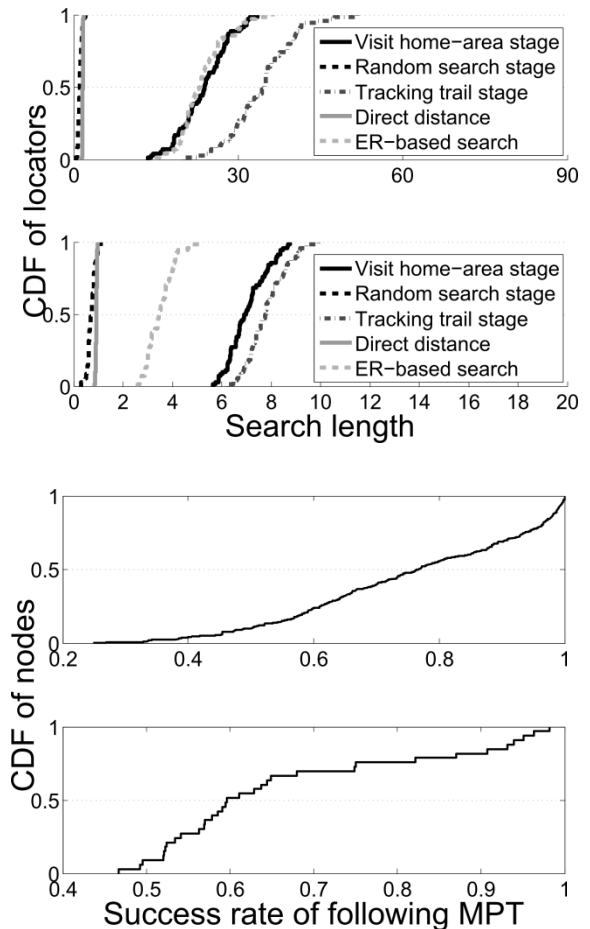 1
0.5
0
0
30
60
90
Visit home-area stage
Random search stage
Tracking trail stage
Direct distance
ER-based search
CDF of locators
1
0.5
0
0
2
4
6
8
10
12
14
16
18
20
Visit home-area stage
Random search stage
Tracking trail stage
Direct distance
ER-based search
Search length
1
0.5
0
0.2
0.4
0.6
0.8
1
CDF of nodes
1
0.5
0
0.4
0.5
0.6
0.7
0.8
0.9
1
Success rate of following MPT